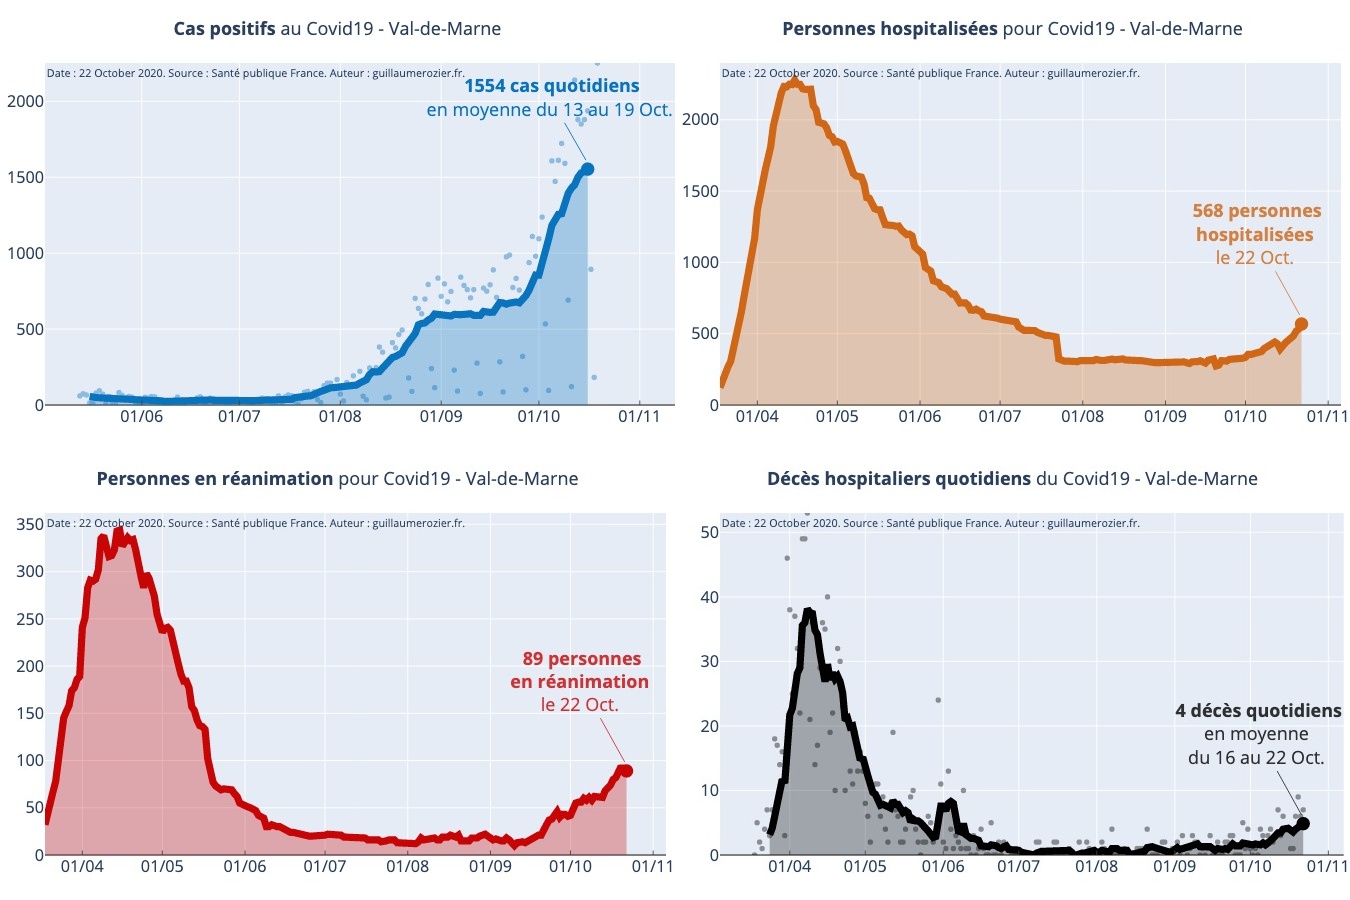 Cas positifs au Covid19 - Val-de-Marne
Date : 22 October 2020. Source : Santé publique France. Auteur : guillaumerozier.fr.
1554 cas quotidiens
en moyenne du 13 au 19 Oct.
2000
1500
1000
500
0
01/06 01/07 01/08 01/09 01/10 01/11
Personnes hospitalisées pour Covid19 - Val-de-Marne
Date : 22 October 2020. Source : Santé publique France. Auteur : guillaumerozier.fr.
2000
1500
568 personnes
hospitalisées
le 22 Oct.
1000
500
0
01/04 01/05 01/06 01/07 01/08 01/09 01/10 01/11
Personnes en réanimation pour Covid19 - Val-de-Marne
350
Date : 22 October 2020. Source : Santé publique France. Auteur : guillaumerozier.fr.
300
250
200
89 personnes
en réanimation
le 22 Oct.
150
100
50
0
01/04 01/05 01/06 01/07 01/08 01/09 01/10 01/11
Décès hospitaliers quotidiens du Covid19 - Val-de-Marne
Date : 22 October 2020. Source : Santé publique France. Auteur : guillaumerozier.fr.
50
40
30
20
4 décès quotidiens
en moyenne
du 16 au 22 Oct.
10
0
01/04 01/05 01/06 01/07 01/08 01/09 01/10 01/11